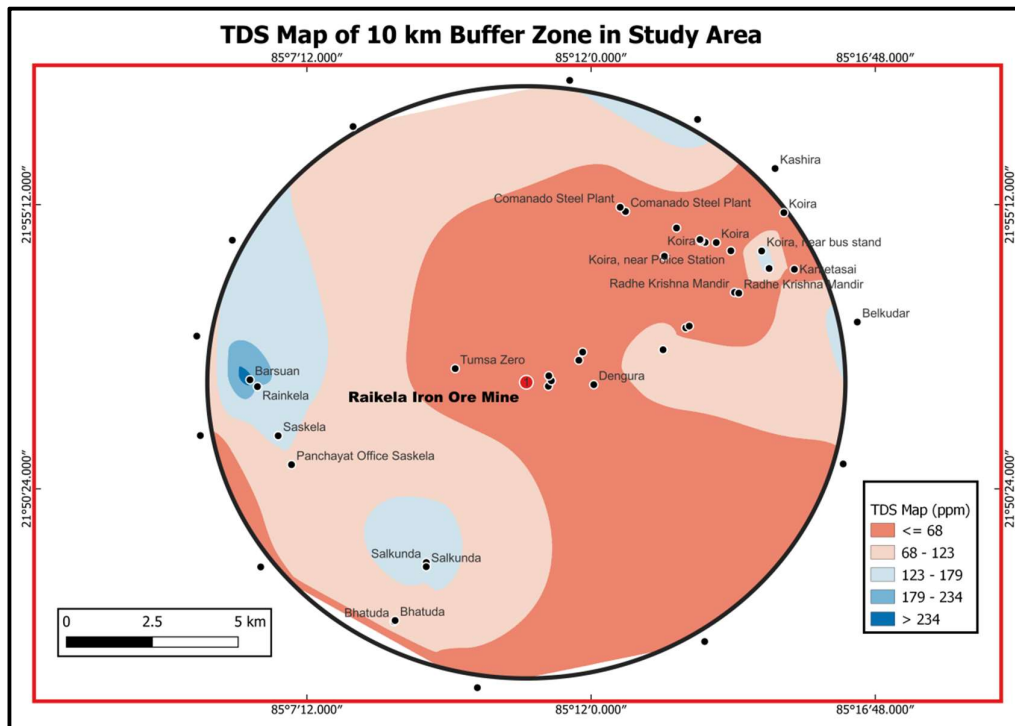 TDS Map of 10 km Buffer Zone in Study Area
85°7'12.000" 85°12'0.000" 85°16'48.000"
21°55'12.000" 21°55'12.000"
Kashira
Comanado Steel Plant Comanado Steel Plant Koira
Koira Koira Koira, near bus stand
Koira, near Police Station Kametasai
Radhe Krishna Mandir Radhe Krishna Mandir
Belkudar
Tumsa Zero
Barsuan Dengura
Rainkela Raikela Iron Ore Mine
Saskela
Panchayat Office Saskela
21°50'24.000" 21°50'24.000"
TDS Map (ppm)
<= 68
68 - 123
123 - 179
179 - 234
> 234
Salkunda Salkunda
Bhatuda Bhatuda
0 2.5 5 km
85°7'12.000" 85°12'0.000" 85°16'48.000"